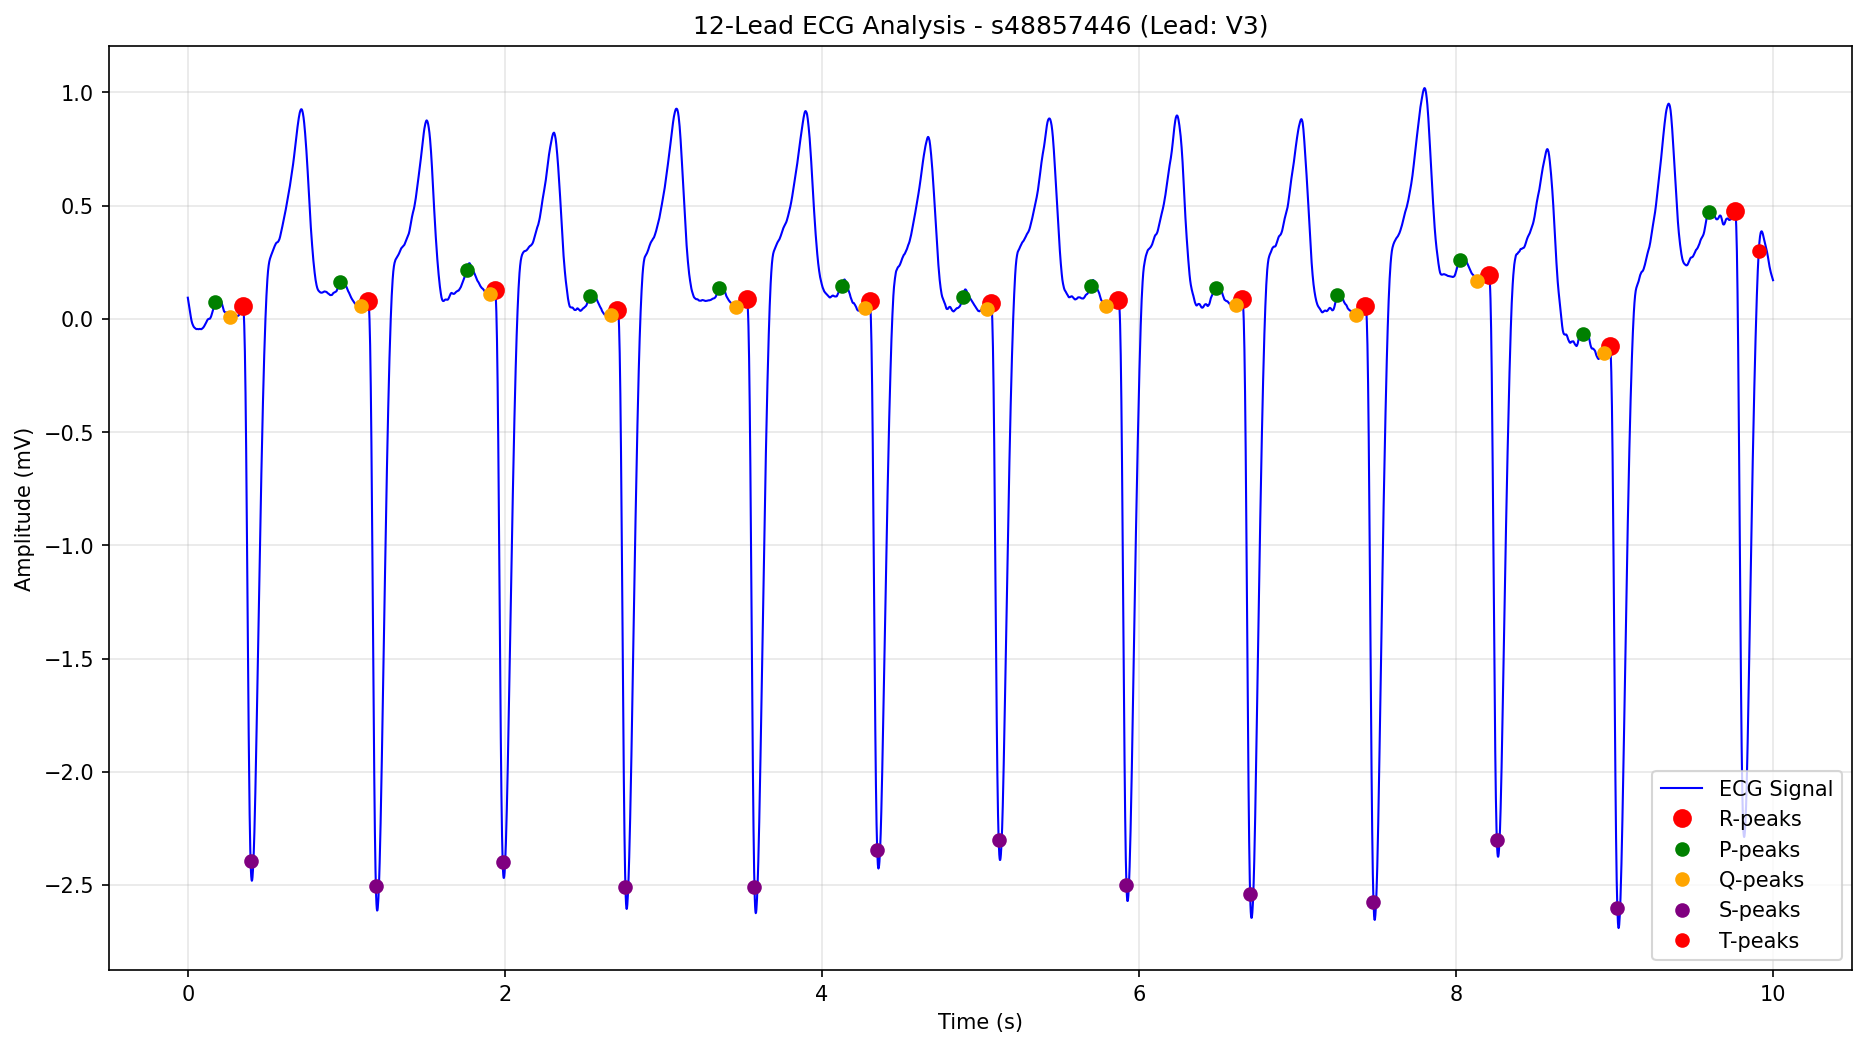 12-Lead ECG Analysis - s48857446 (Lead: V3)
1.0
0.5
0.0
−0.5
−1.0
−1.5
−2.0
−2.5
Amplitude (mV)
ECG Signal
R-peaks
P-peaks
Q-peaks
S-peaks
T-peaks
0 2 4 6 8 10
Time (s)